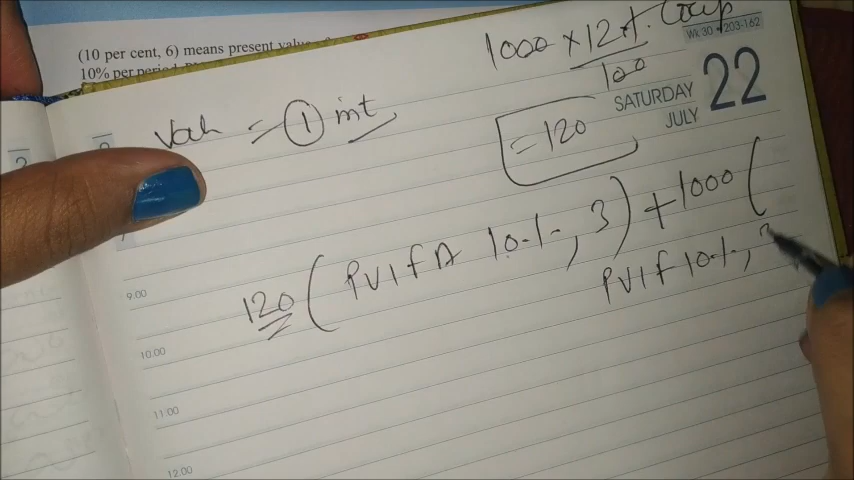 (10 per cent, 6) means present value
10% per period,
1000 × 12%. Coup
100
Wk 30 • 203-162
SATURDAY 22
JULY
= ① int
= 120
120 ( PVIFA 10%, 3 ) + 1000 (
PVIF 10%, 3
9.00
10.00
11:00
12.00